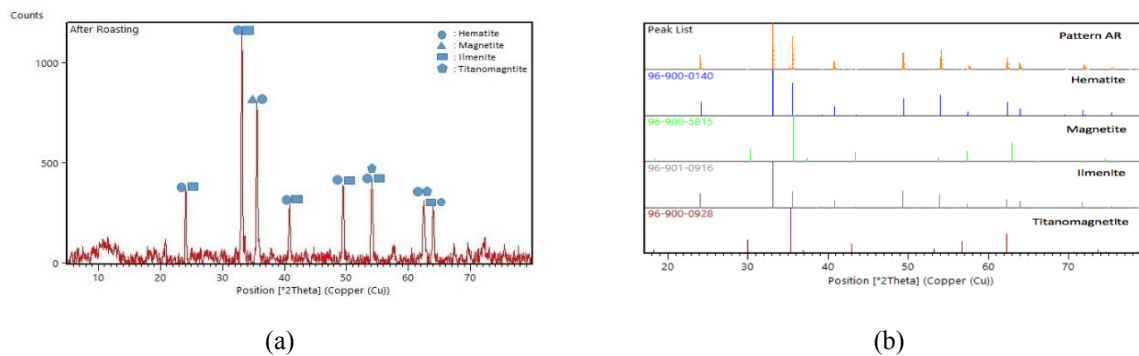 Counts
After Roasting
: Hematite
: Magnetite
: Ilmenite
: Titanomagntite
1000
500
0
10 20 30 40 50 60 70
Position [°2Theta] (Copper (Cu))
(a)
Peak List
Pattern AR
96-900-0140
Hematite
96-900-5815
Magnetite
96-901-0916
Ilmenite
96-900-0928
Titanomagnetite
20 30 40 50 60 70
Position [°2Theta] (Copper (Cu))
(b)